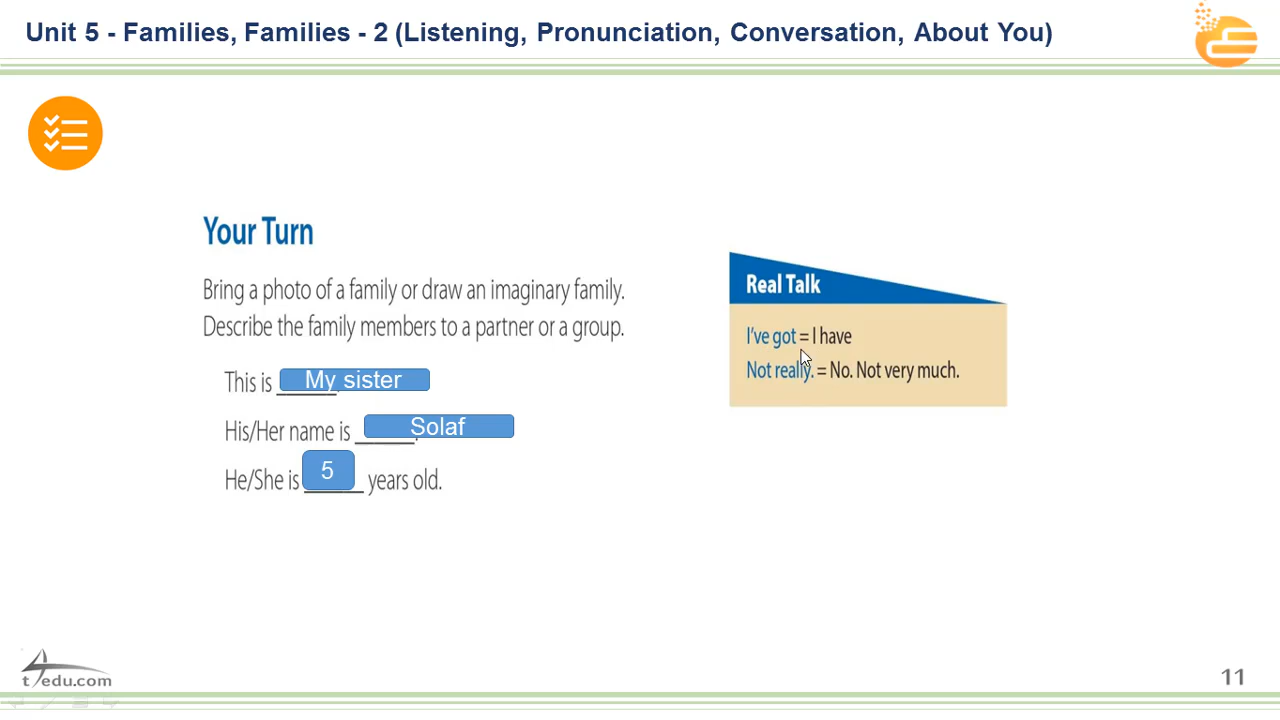 Unit 5 - Families, Families - 2 (Listening, Pronunciation, Conversation, About You)
Your Turn
Bring a photo of a family or draw an imaginary family.
Describe the family members to a partner or a group.
This is My sister
His/Her name is Solaf.
He/She is 5 years old.
Real Talk
I've got = I have
Not really. = No. Not very much.
t4edu.com
11